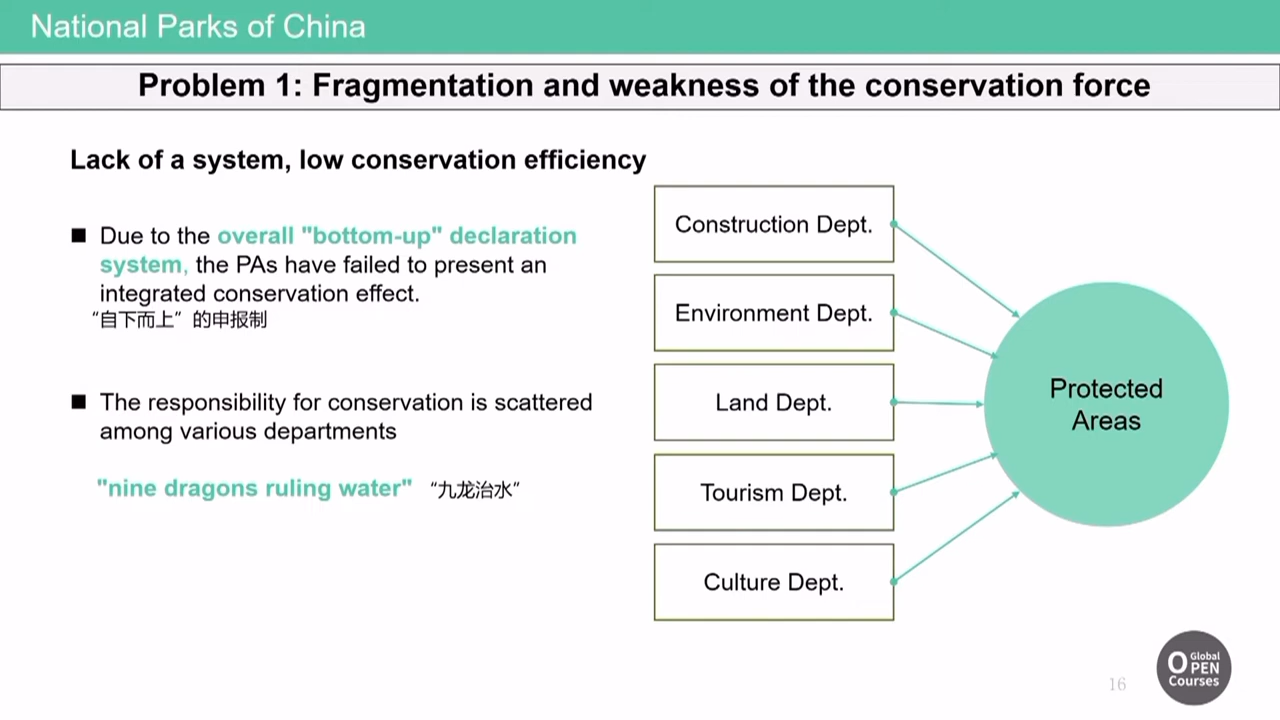 National Parks of China
Problem 1: Fragmentation and weakness of the conservation force
Lack of a system, low conservation efficiency
Due to the overall "bottom-up" declaration
system, the PAs have failed to present an
integrated conservation effect.
“自下而上”的申报制
The responsibility for conservation is scattered
among various departments
"nine dragons ruling water" “九龙治水”
Construction Dept.
Environment Dept.
Land Dept.
Tourism Dept.
Culture Dept.
Protected
Areas
16
Global
OPEN
Courses